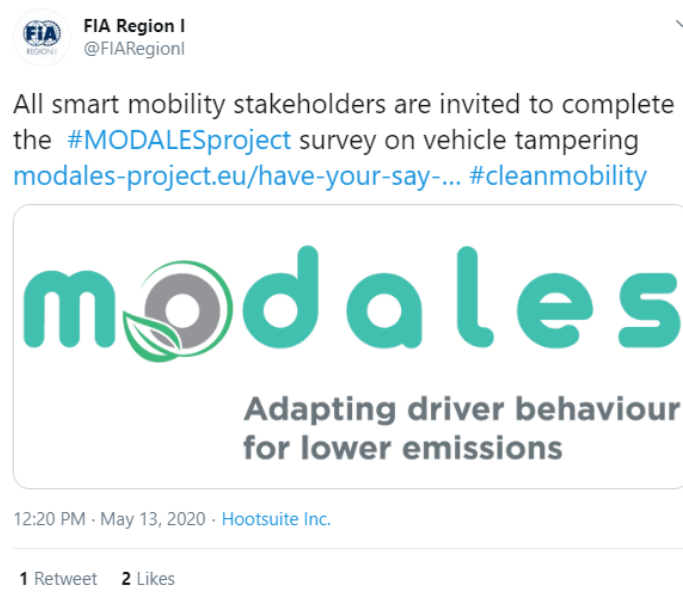 FIA Region I
@FIARegionI
FiA
REGION I
All smart mobility stakeholders are invited to complete
the #MODALESproject survey on vehicle tampering
modales-project.eu/have-your-say-... #cleanmobility
modales
Adapting driver behaviour
for lower emissions
12:20 PM · May 13, 2020 · Hootsuite Inc.
1 Retweet 2 Likes